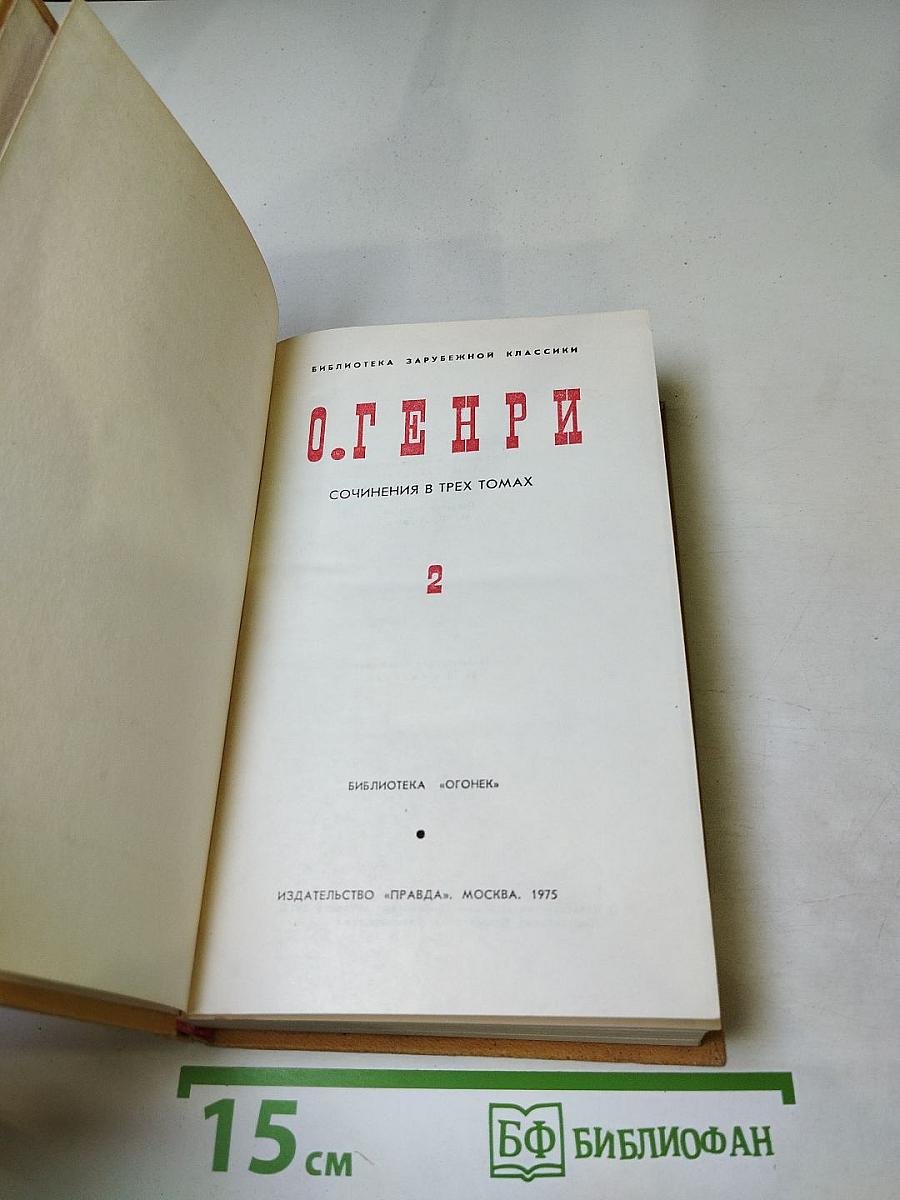 БИБЛИОТЕКА ЗАРУБЕЖНОЙ КЛАССИКИ
О.ГЕНРИ
СОЧИНЕНИЯ В ТРЕХ ТОМАХ
2
БИБЛИОТЕКА «ОГОНЕК»
ИЗДАТЕЛЬСТВО «ПРАВДА». МОСКВА. 1975
15 см
БФ БИБЛИОФАН